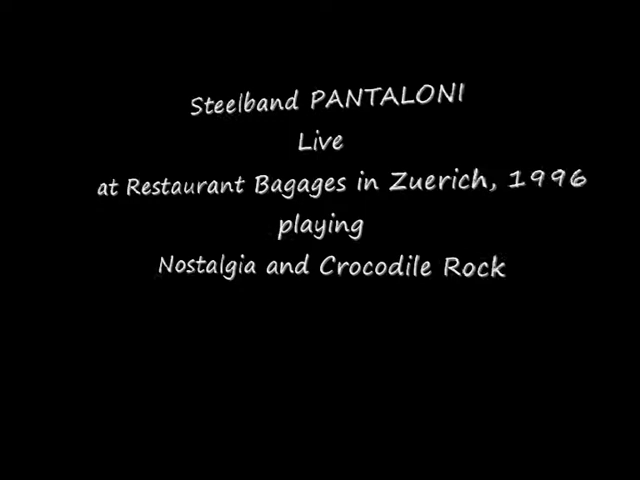 Steelband PANTALONI
Live
at Restaurant Bagages in Zuerich, 1996
playing
Nostalgia and Crocodile Rock